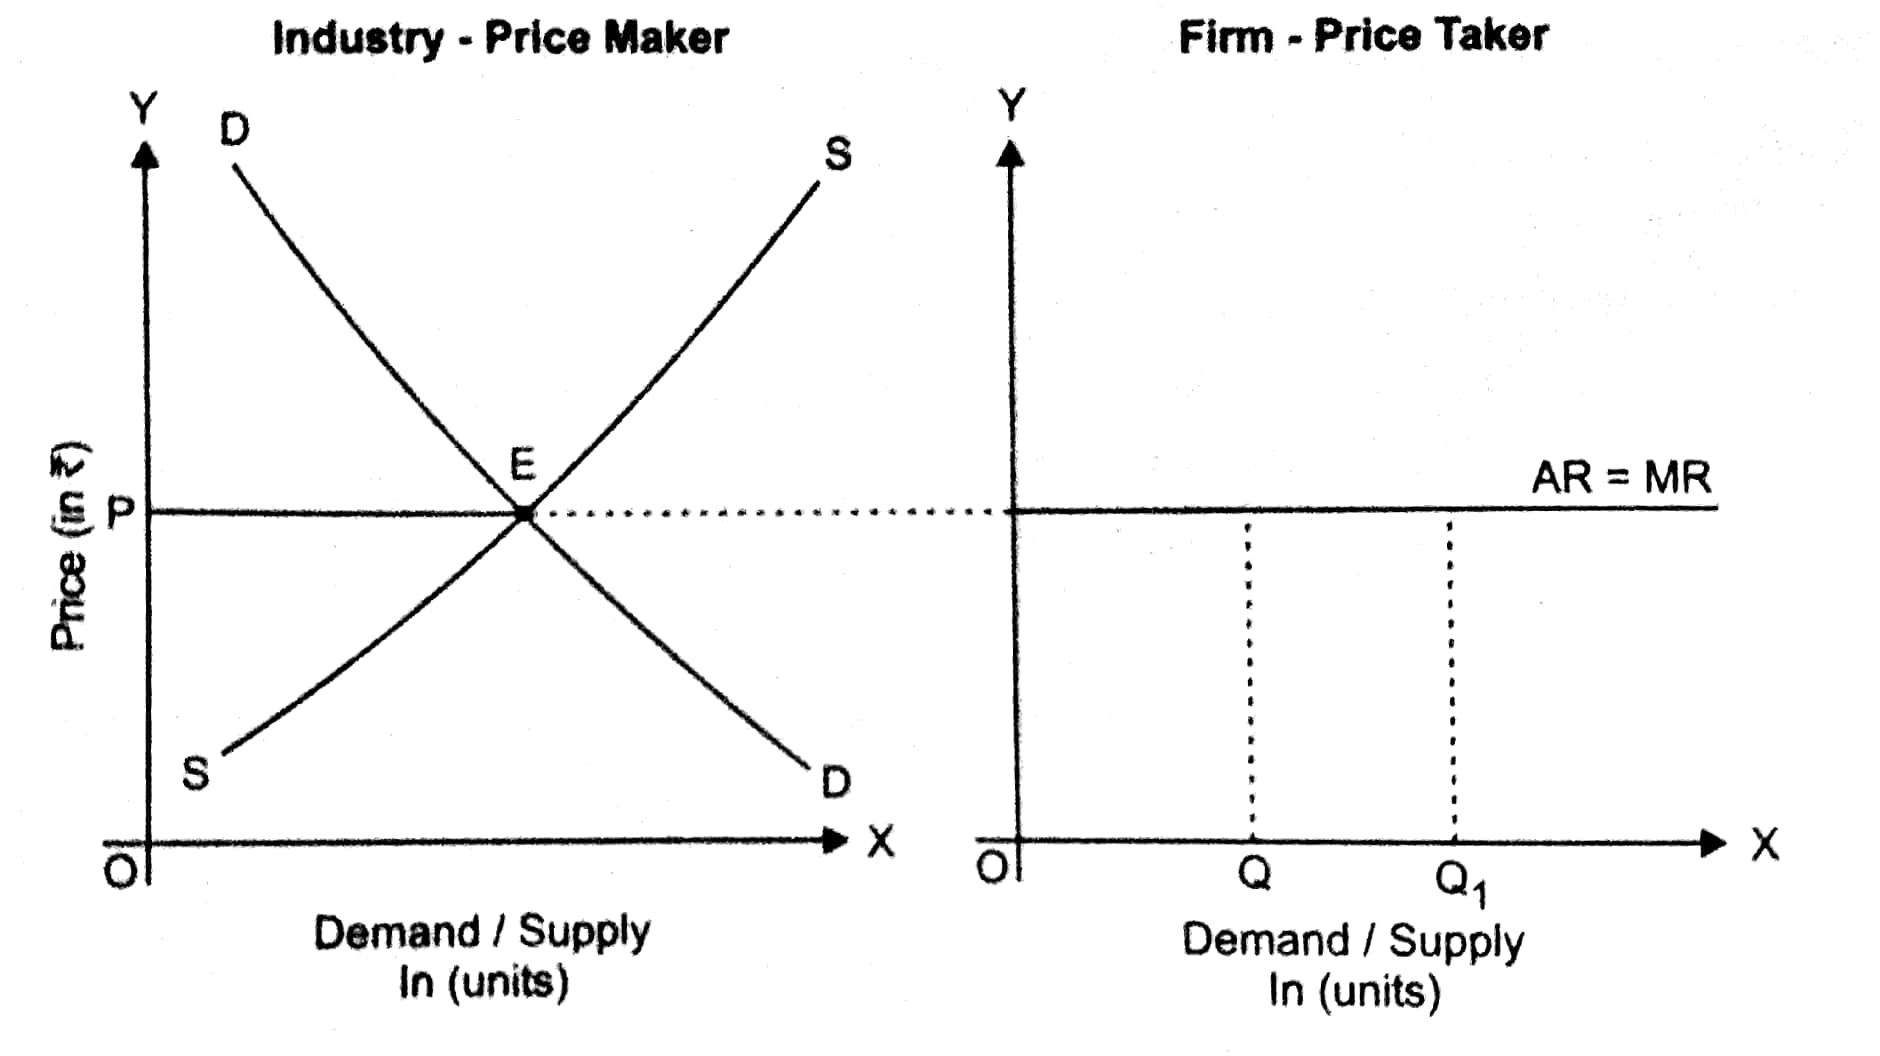 Industry - Price Maker
Y
D
S
E
P
Price (in ₹)
S
D
X
O
Demand / Supply
In (units)
Firm - Price Taker
Y
AR = MR
X
O
Q
Q₁
Demand / Supply
In (units)